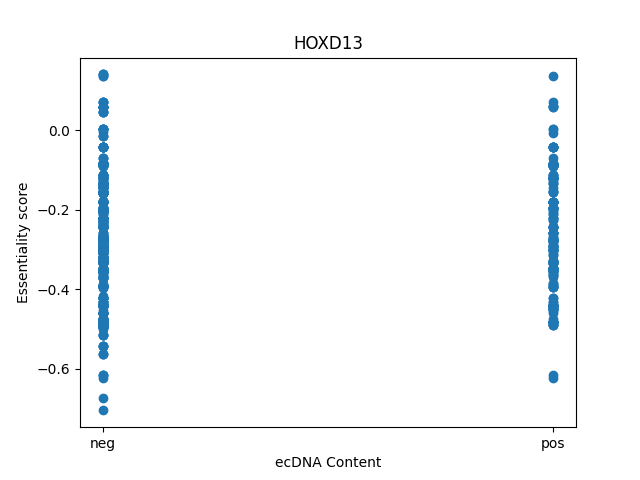 HOXD13
Essentiality score
0.0
−0.2
−0.4
−0.6
neg
pos
ecDNA Content